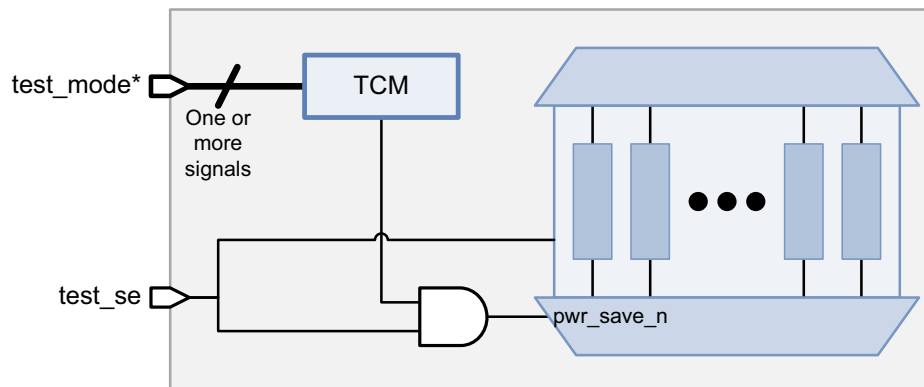 test_mode*
TCM
One or
more
signals
test_se
pwr_save_n